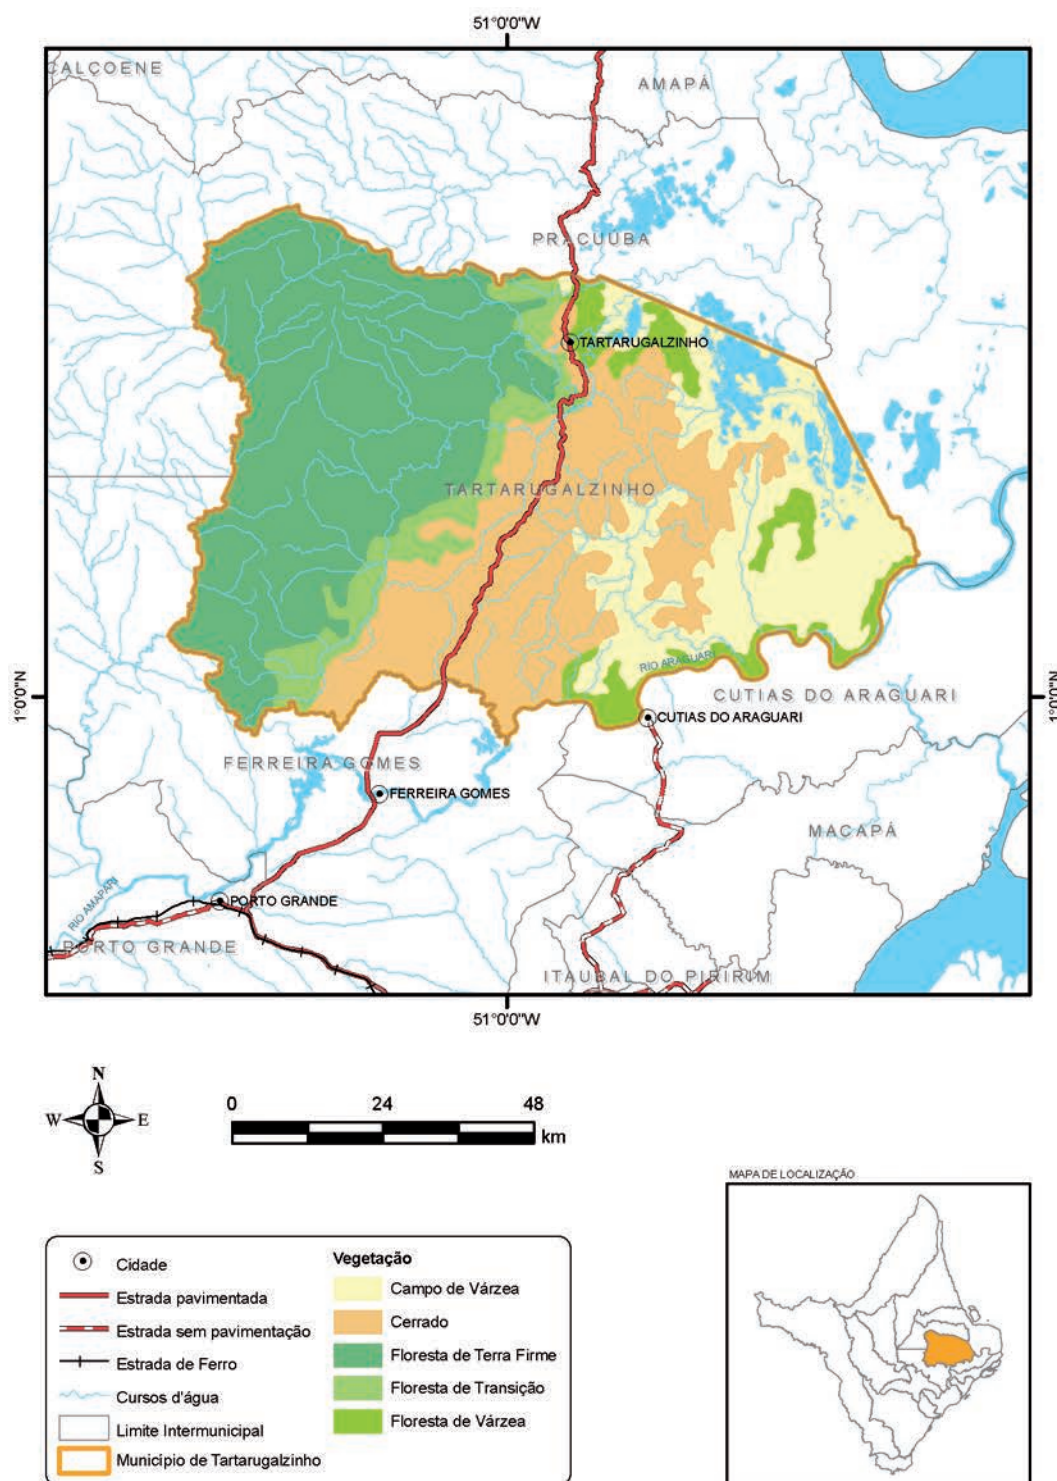 51°0'0"W
CALÇOENE
AMAPÁ
PRACUUBA
TARTARUGALZINHO
TARTARUGALZINHO
RIO ARAGUARI
1°0'0"N
1°0'0"N
CUTIAS DO ARAGUARI
CUTIAS DO ARAGUARI
FERREIRA GOMES
FERREIRA GOMES
MACAPÁ
RIO AMAPARI
PORTO GRANDE
PORTO GRANDE
ITAUBAL DO PIRIRIM
51°0'0"W
N
W E
S
0 24 48
km
MAPA DE LOCALIZAÇÃO
Cidade
Estrada pavimentada
Estrada sem pavimentação
Estrada de Ferro
Cursos d'água
Limite Intermunicipal
Município de Tartarugalzinho
Vegetação
Campo de Várzea
Cerrado
Floresta de Terra Firme
Floresta de Transição
Floresta de Várzea